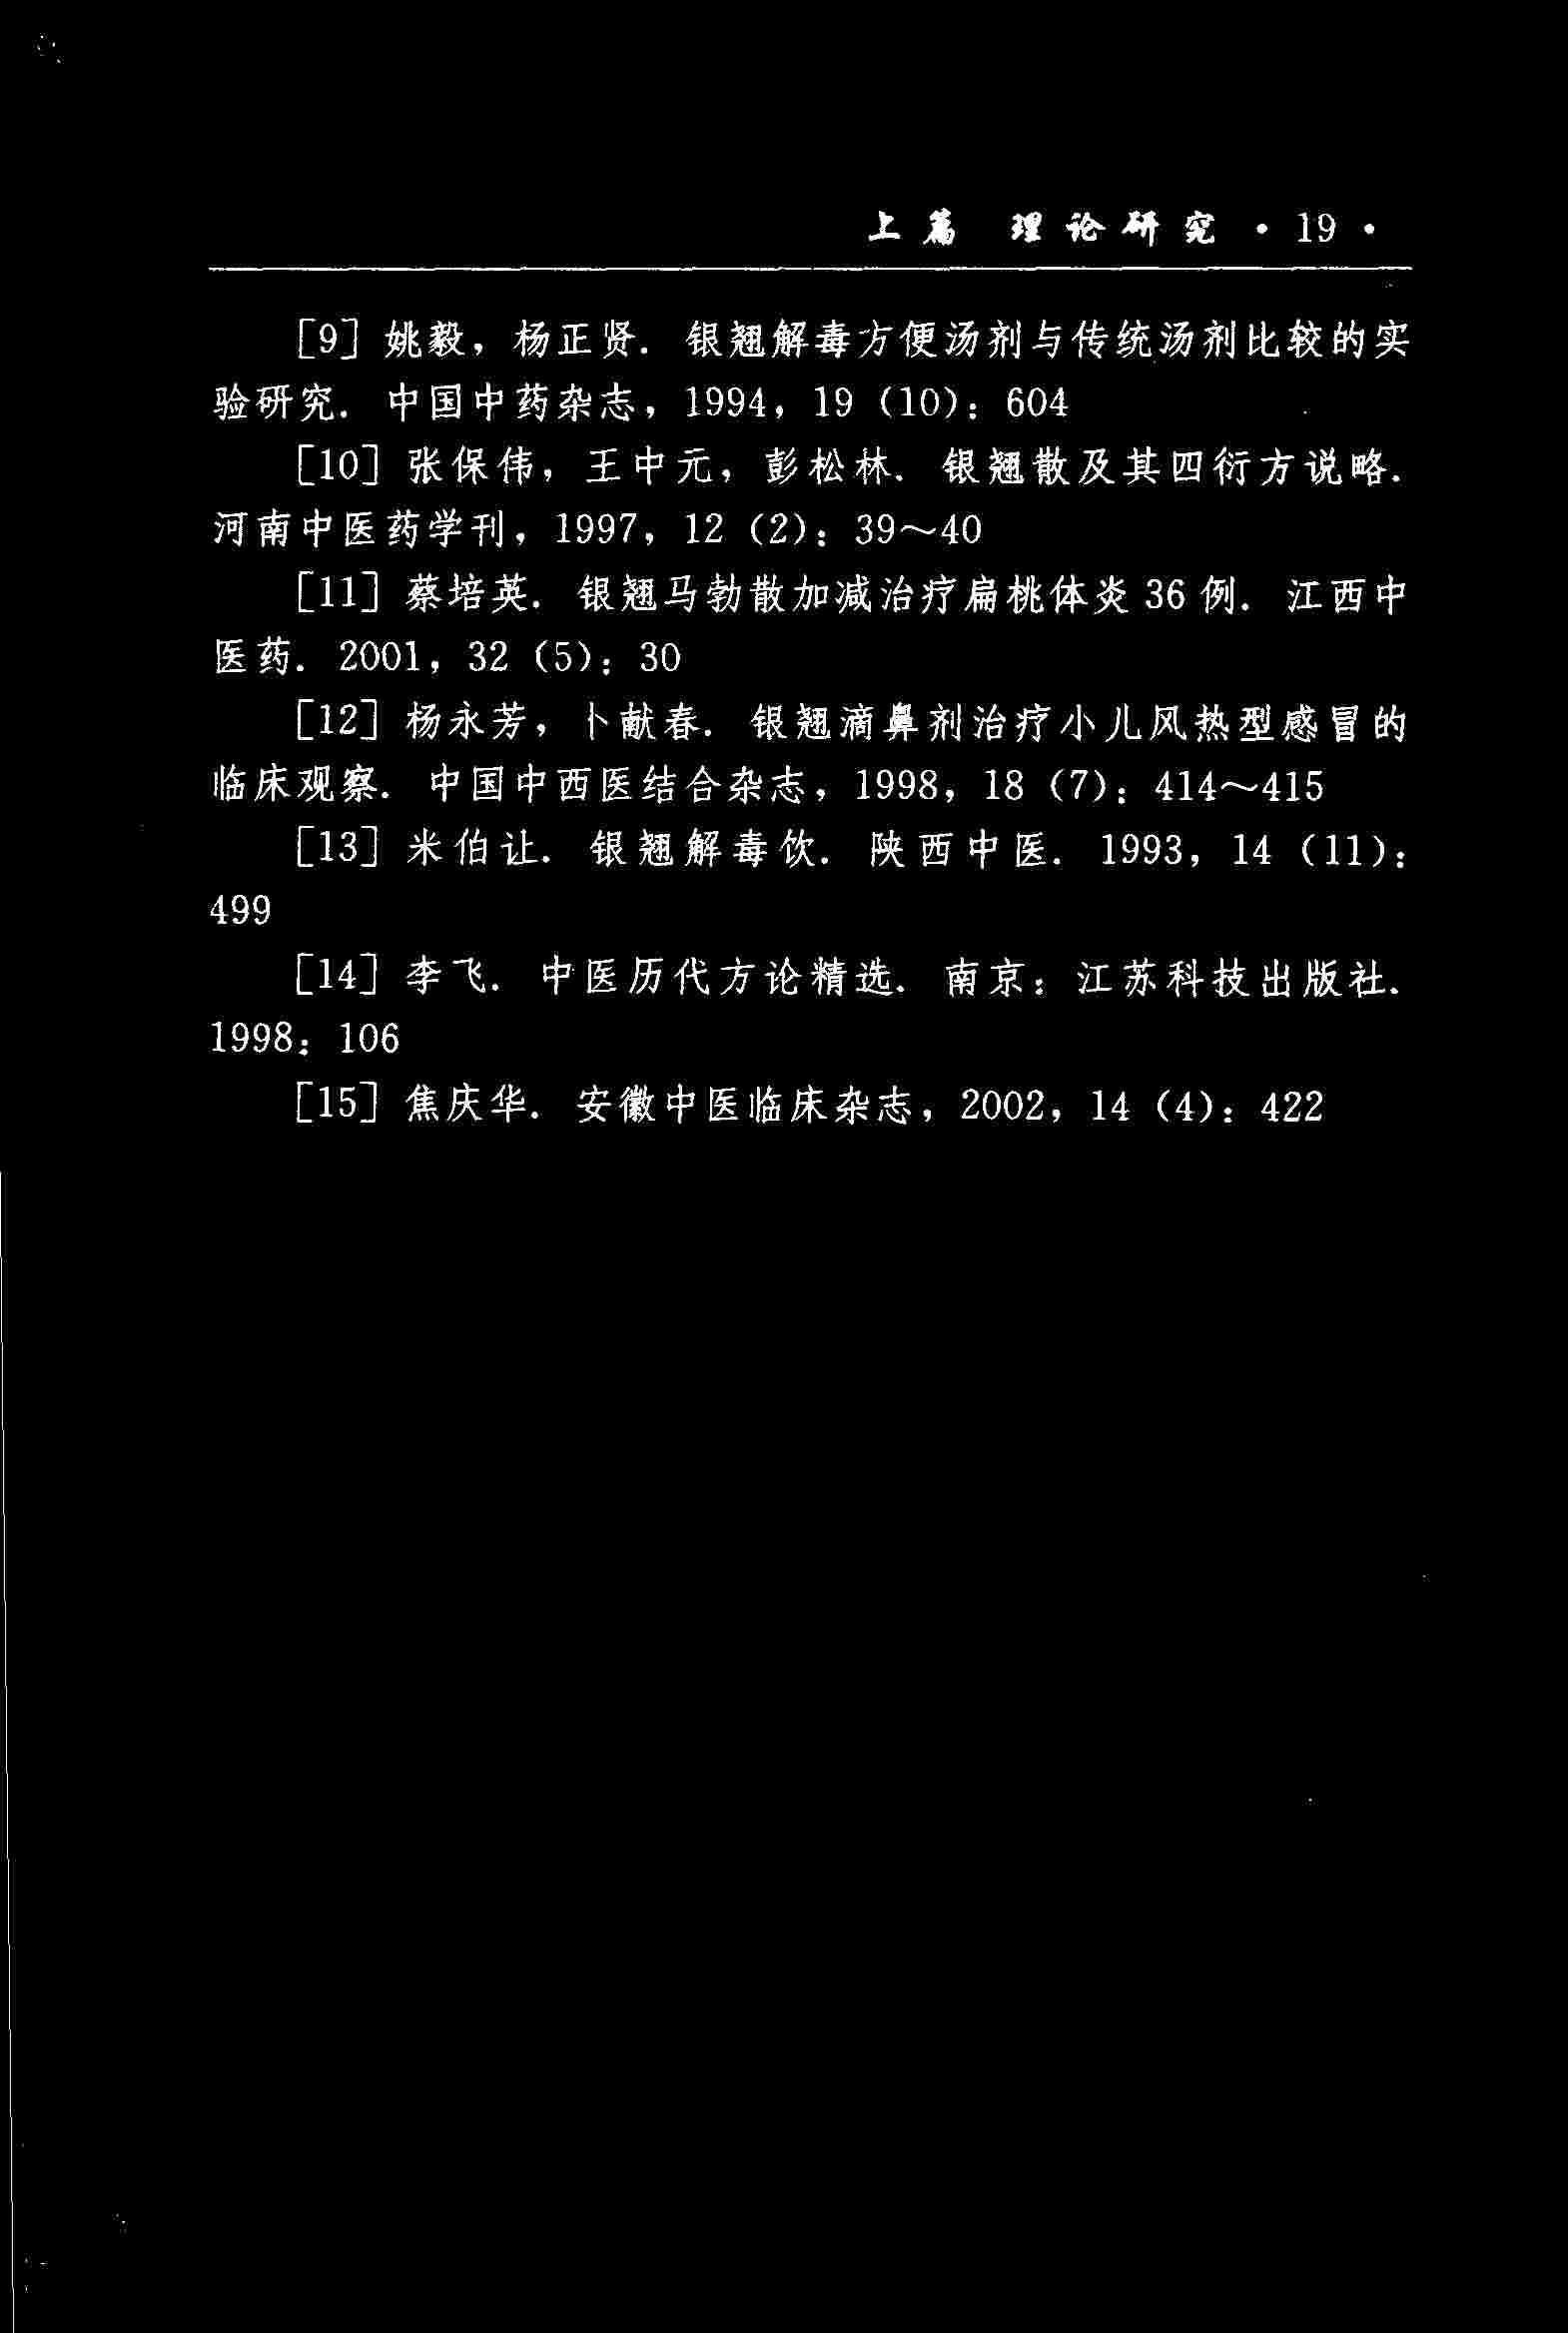 上篇 理论研究 · 19 ·
[9] 姚毅，杨正贤．银翘解毒方便汤剂与传统汤剂比较的实
验研究．中国中药杂志，1994，19（10）：604
[10] 张保伟，王中元，彭松林．银翘散及其四衍方说略．
河南中医药学刊，1997，12（2）：39～40
[11] 蔡培英．银翘马勃散加减治疗扁桃体炎 36 例．江西中
医药．2001，32（5）：30
[12] 杨永芳，卜献春．银翘滴鼻剂治疗小儿风热型感冒的
临床观察．中国中西医结合杂志，1998，18（7）：414～415
[13] 米伯让．银翘解毒饮．陕西中医．1993，14（11）：
499
[14] 李飞．中医历代方论精选．南京：江苏科技出版社．
1998：106
[15] 焦庆华．安徽中医临床杂志，2002，14（4）：422